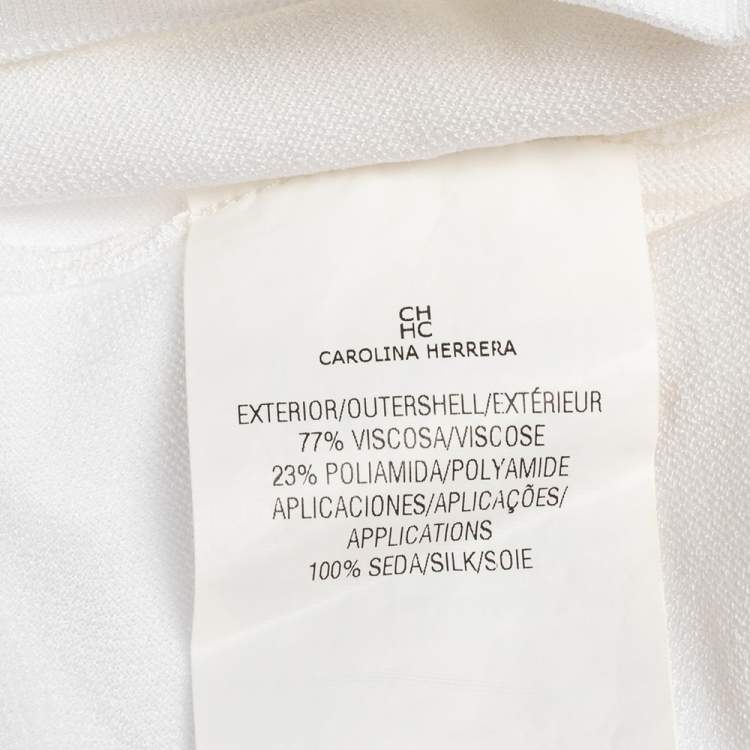 CH
HC
CAROLINA HERRERA
EXTERIOR/OUTERSHELL/EXTÉRIEUR
77% VISCOSA/VISCOSE
23% POLIAMIDA/POLYAMIDE
APLICACIONES/APLICAÇÕES/
APPLICATIONS
100% SEDA/SILK/SOIE